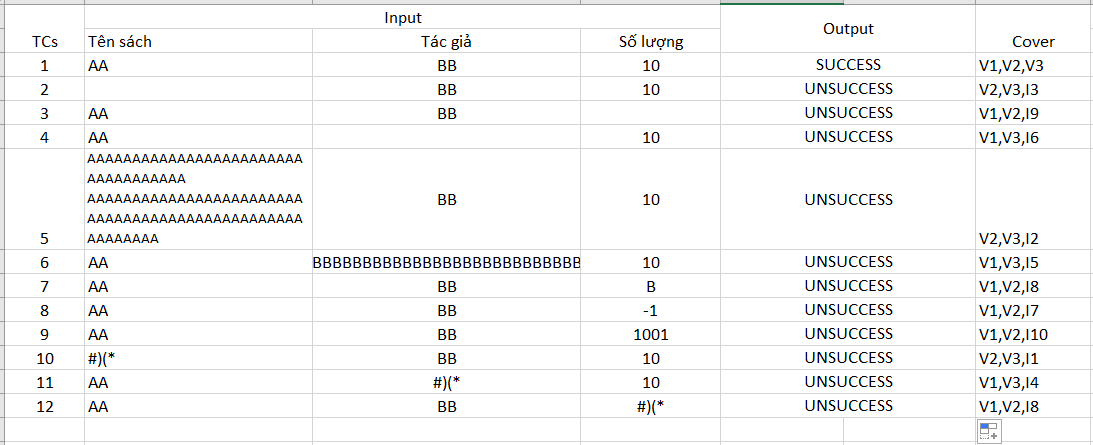 Input
Output
TCs Tên sách Tác giả Số lượng Cover
1 AA BB 10 SUCCESS V1,V2,V3
2 BB 10 UNSUCCESS V2,V3,I3
3 AA BB UNSUCCESS V1,V2,I9
4 AA 10 UNSUCCESS V1,V3,I6
AAAAAAAAAAAAAAAAAAAAAAAA
AAAAAAAAAAA
AAAAAAAAAAAAAAAAAAAAAAAA
AAAAAAAAAAAAAAAAAAAAAAAA
AAAAAAAA
5 BB 10 UNSUCCESS V2,V3,I2
6 AA BBBBBBBBBBBBBBBBBBBBBBBBBBB 10 UNSUCCESS V1,V3,I5
7 AA BB B UNSUCCESS V1,V2,I8
8 AA BB -1 UNSUCCESS V1,V2,I7
9 AA BB 1001 UNSUCCESS V1,V2,I10
10 #)(* BB 10 UNSUCCESS V2,V3,I1
11 AA #)(* 10 UNSUCCESS V1,V3,I4
12 AA BB #)(* UNSUCCESS V1,V2,I8